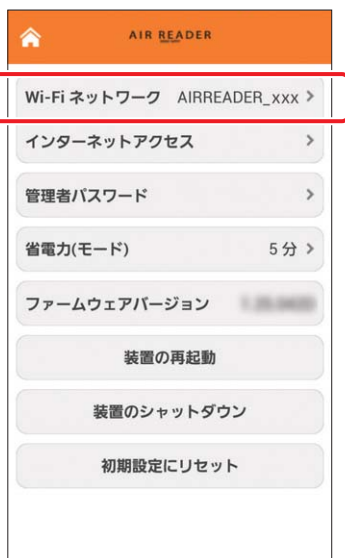 AIR READER
Wi-Fi ネットワーク AIRREADER_xxx >
インターネットアクセス >
管理者パスワード >
省電力(モード) 5 分 >
ファームウェアバージョン
装置の再起動
装置のシャットダウン
初期設定にリセット